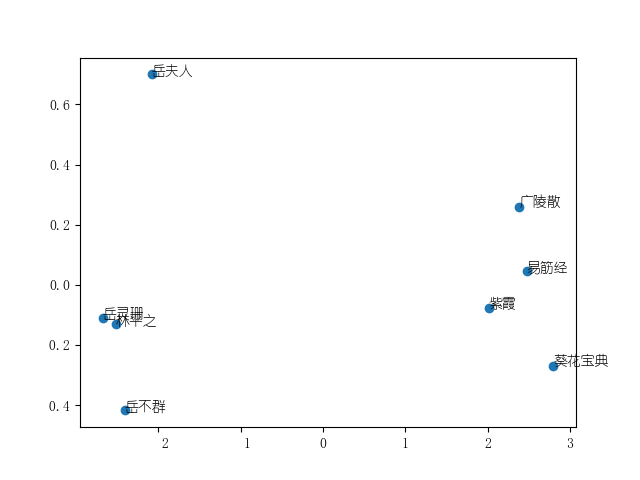 岳夫人
0.6
0.4
广陵散
0.2
易筋经
0.0
紫霞
岳灵珊
林平之
0.2
葵花宝典
0.4
岳不群
2 1 0 1 2 3